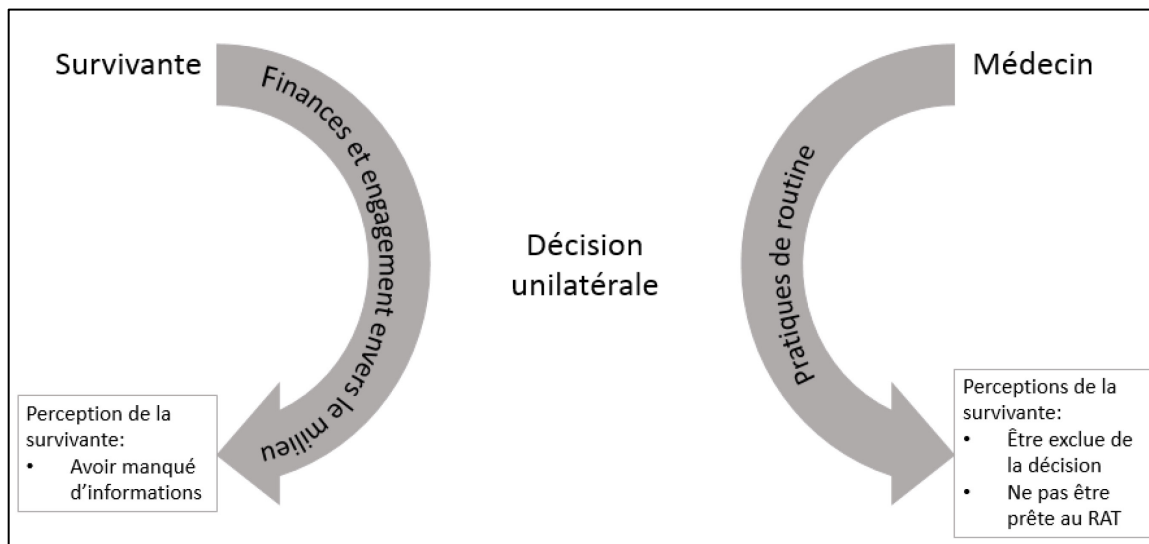 Survivante
Médecin
Finances et engagement envers le milieu
Décision
unilatérale
Pratiques de routine
Perception de la
survivante:
• Avoir manqué
d'informations
Perceptions de la
survivante:
• Être exclue de
la décision
• Ne pas être
prête au RAT